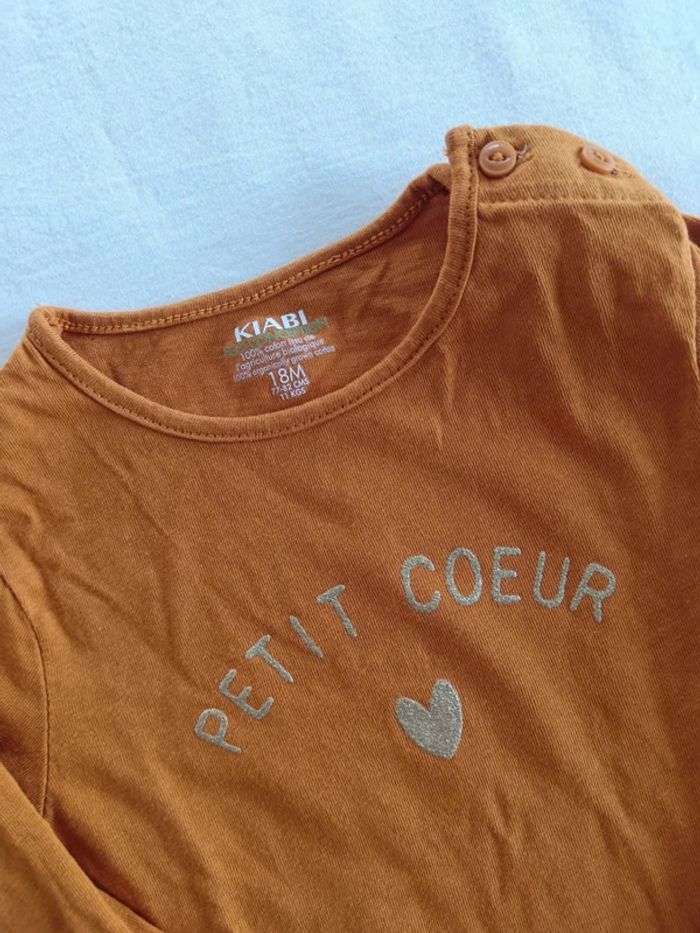 KIABI
100% coton issu de
l'agriculture biologique
100% organically grown cotton
18M
77-82 CMS
11 KGS
PETIT COEUR